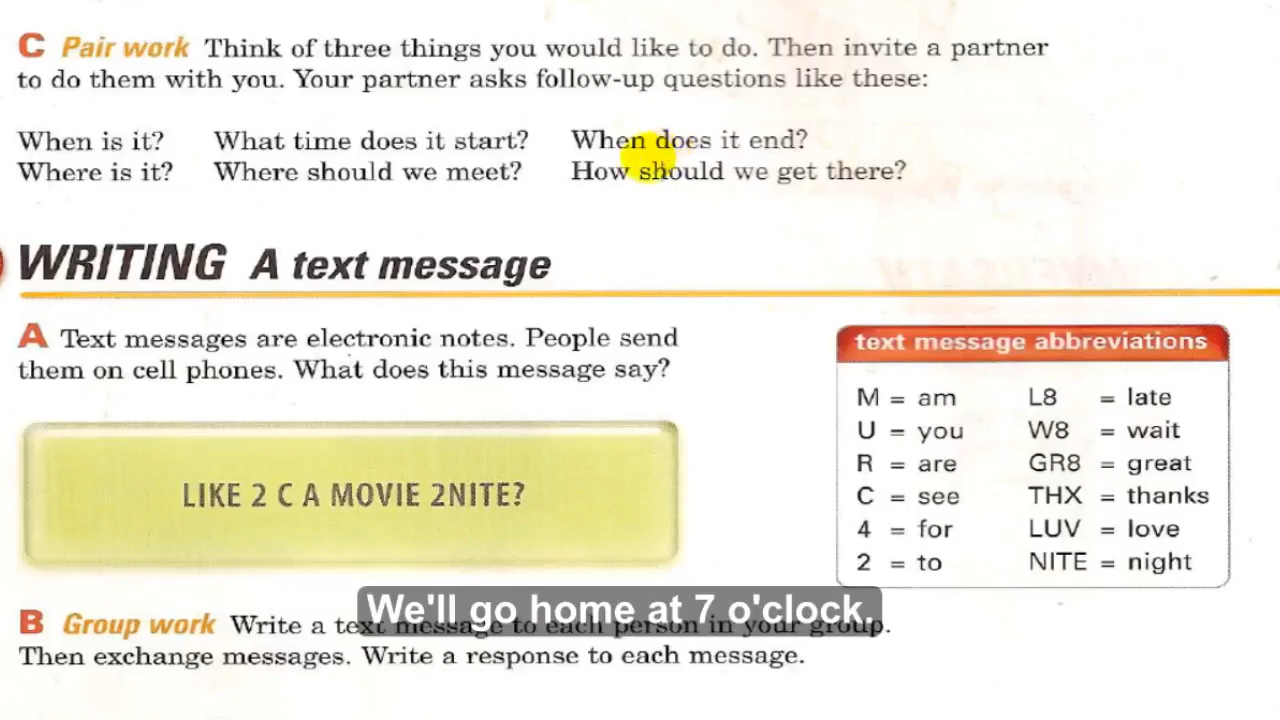 C Pair work Think of three things you would like to do. Then invite a partner
to do them with you. Your partner asks follow-up questions like these:
When is it? What time does it start? When does it end?
Where is it? Where should we meet? How should we get there?
WRITING A text message
A Text messages are electronic notes. People send
them on cell phones. What does this message say?
LIKE 2 C A MOVIE 2NITE?
text message abbreviations
M = am L8 = late
U = you W8 = wait
R = are GR8 = great
C = see THX = thanks
4 = for LUV = love
2 = to NITE = night
We'll go home at 7 o'clock.
B Group work Write a text message to each person in your group.
Then exchange messages. Write a response to each message.